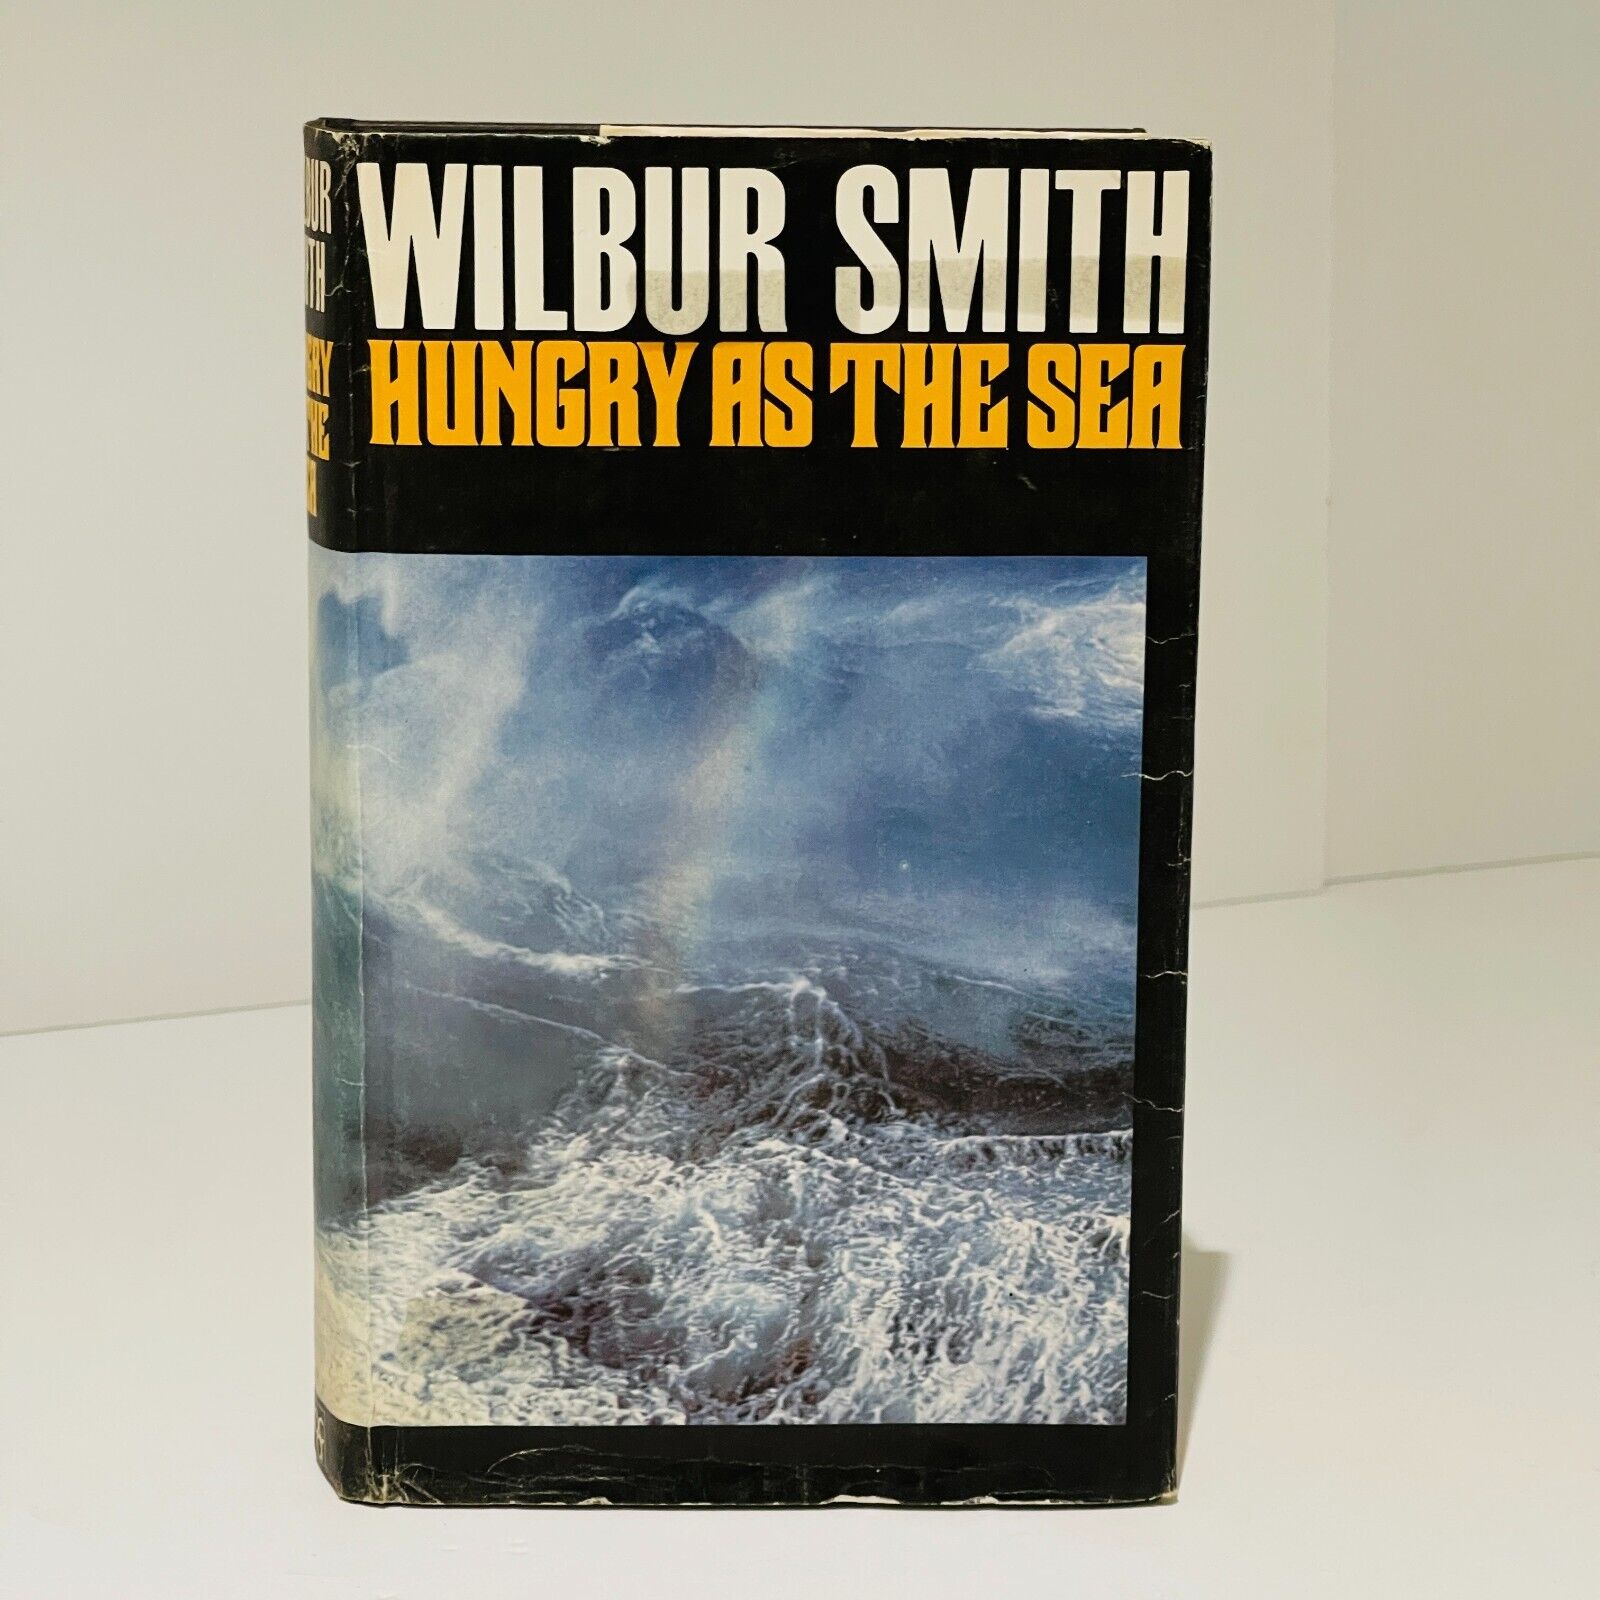 WILBUR SMITH
HUNGRY AS THE SEA